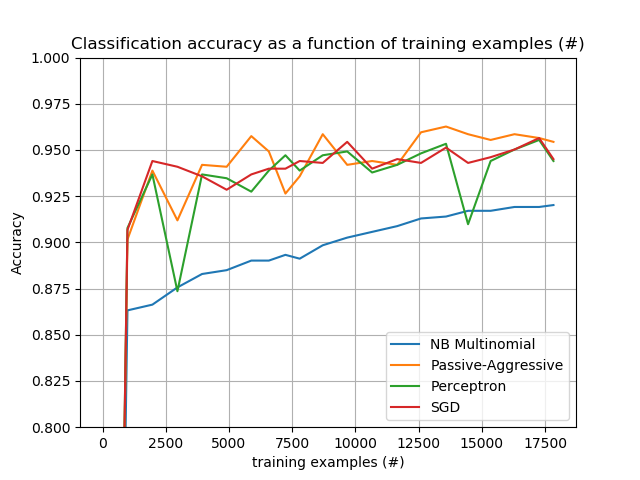 Classification accuracy as a function of training examples (#)
1.000
0.975
0.950
0.925
0.900
0.875
0.850
0.825
0.800
Accuracy
NB Multinomial
Passive-Aggressive
Perceptron
SGD
0 2500 5000 7500 10000 12500 15000 17500
training examples (#)